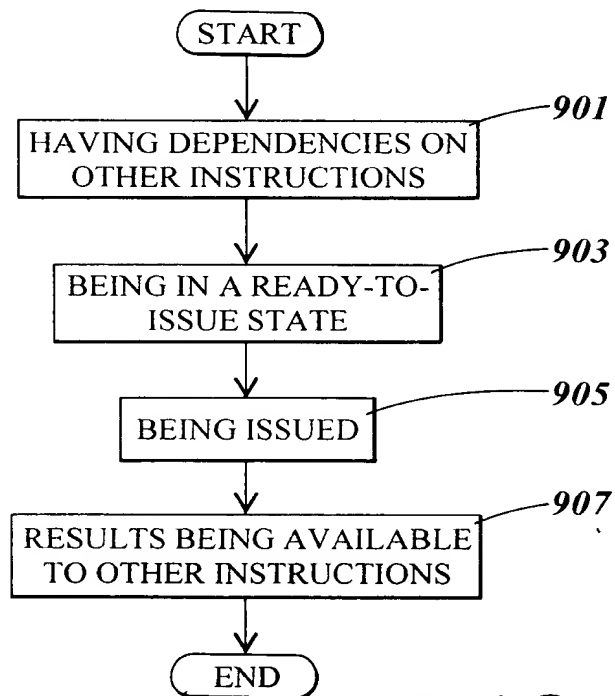 START
901
HAVING DEPENDENCIES ON
OTHER INSTRUCTIONS
903
BEING IN A READY-TO-
ISSUE STATE
905
BEING ISSUED
907
RESULTS BEING AVAILABLE
TO OTHER INSTRUCTIONS
END